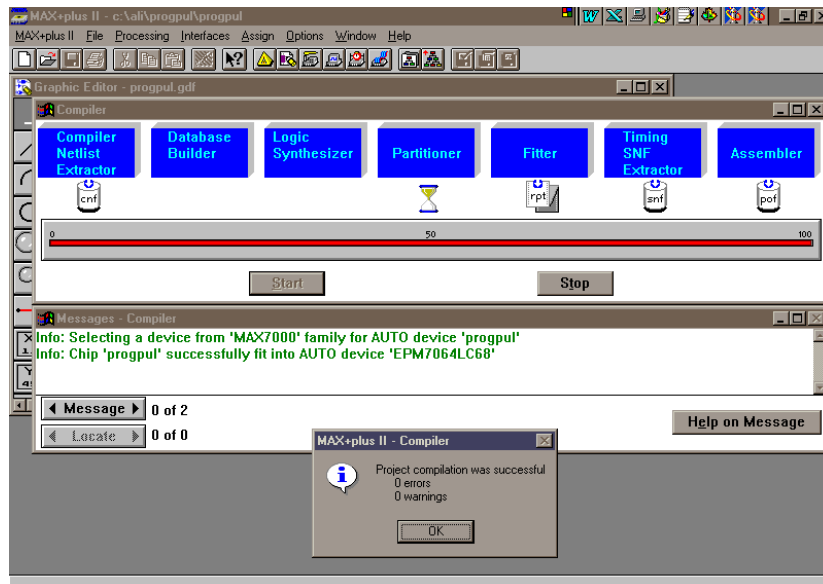 MAX+plus II - c:\ali\progpul\progpul
MAX+plus II File Processing Interfaces Assign Options Window Help
Graphic Editor - progpul.gdf
Compiler
Compiler Netlist Extractor
Database Builder
Logic Synthesizer
Partitioner
Fitter
Timing SNF Extractor
Assembler
cnf
rpt
snf
pof
0 50 100
Start
Stop
Messages - Compiler
Info: Selecting a device from 'MAX7000' family for AUTO device 'progpul'
Info: Chip 'progpul' successfully fit into AUTO device 'EPM7064LC68'
Message 0 of 2
Locate 0 of 0
Help on Message
MAX+plus II - Compiler
Project compilation was successful
0 errors
0 warnings
OK